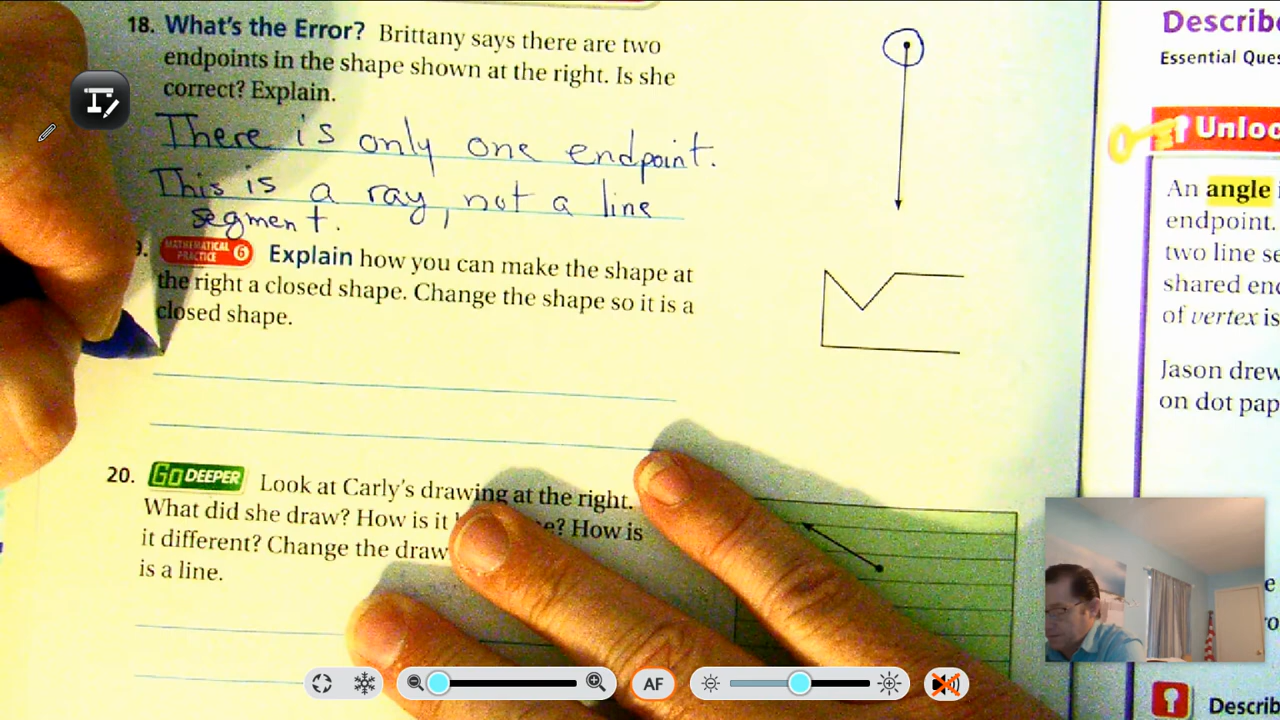 18. What's the Error? Brittany says there are two
endpoints in the shape shown at the right. Is she
correct? Explain.
There is only one endpoint.
This is a ray, not a line
segment.
9. MATHEMATICAL PRACTICE 6 Explain how you can make the shape at
the right a closed shape. Change the shape so it is a
closed shape.
20. Go DEEPER Look at Carly's drawing at the right.
What did she draw? How is it ? How is
it different? Change the draw
is a line.
AF
Describ
Essential Ques
Unloc
An angle
endpoint.
two line se
shared end
of vertex is
Jason drew
on dot pap
Describ